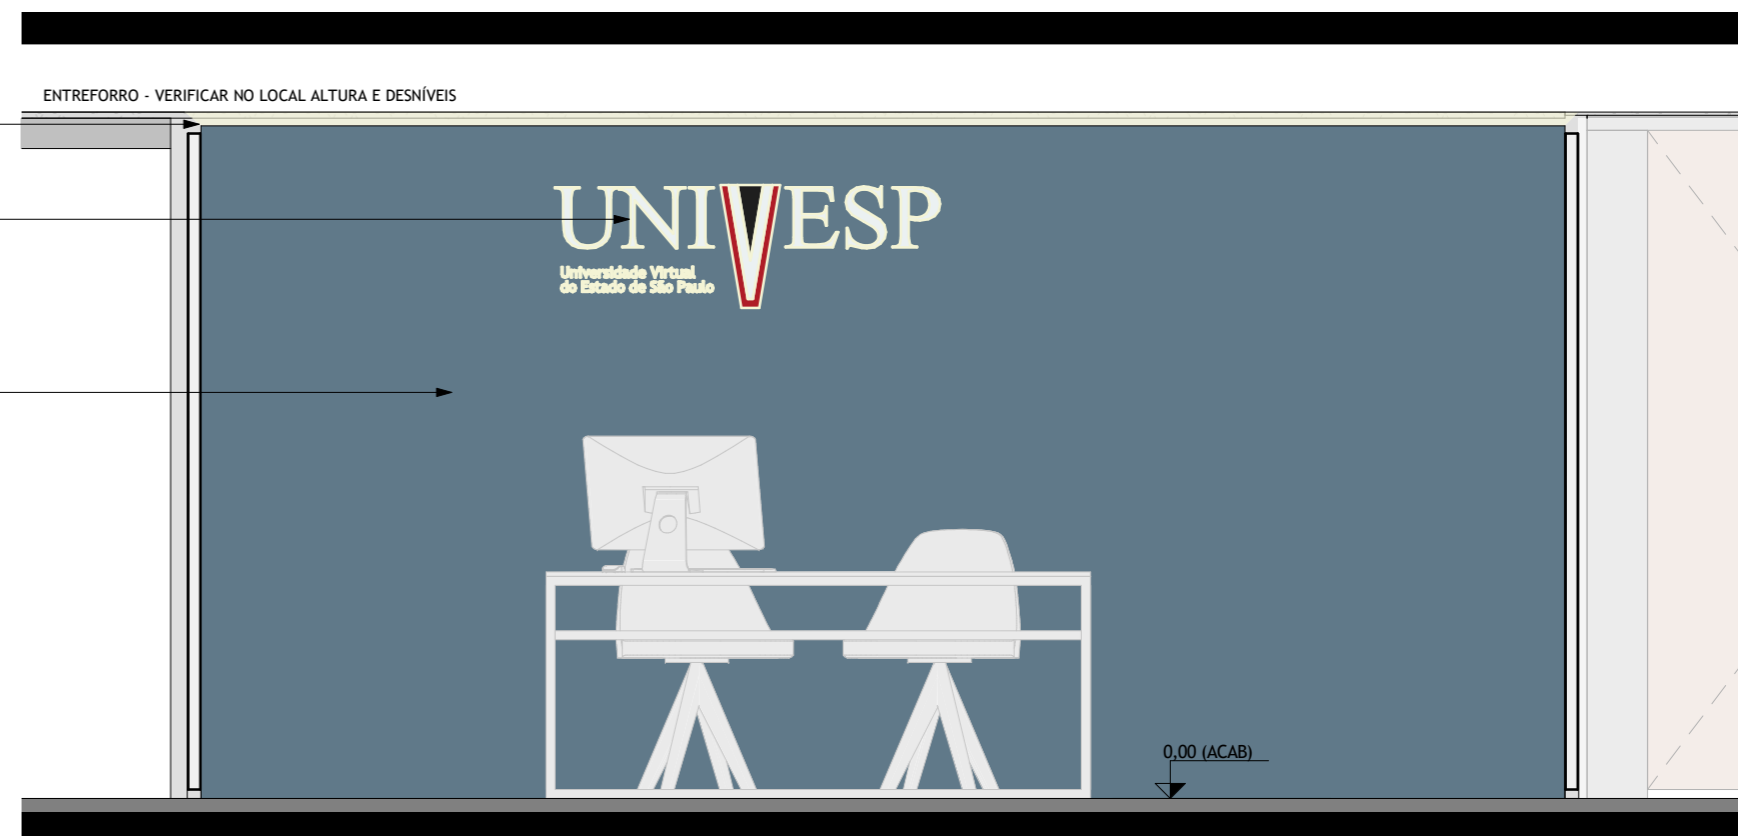 ENTREFORRO - VERIFICAR NO LOCAL ALTURA E DESNÍVEIS
UNIVESP
Universidade Virtual
do Estado de São Paulo
0,00 (ACAB)